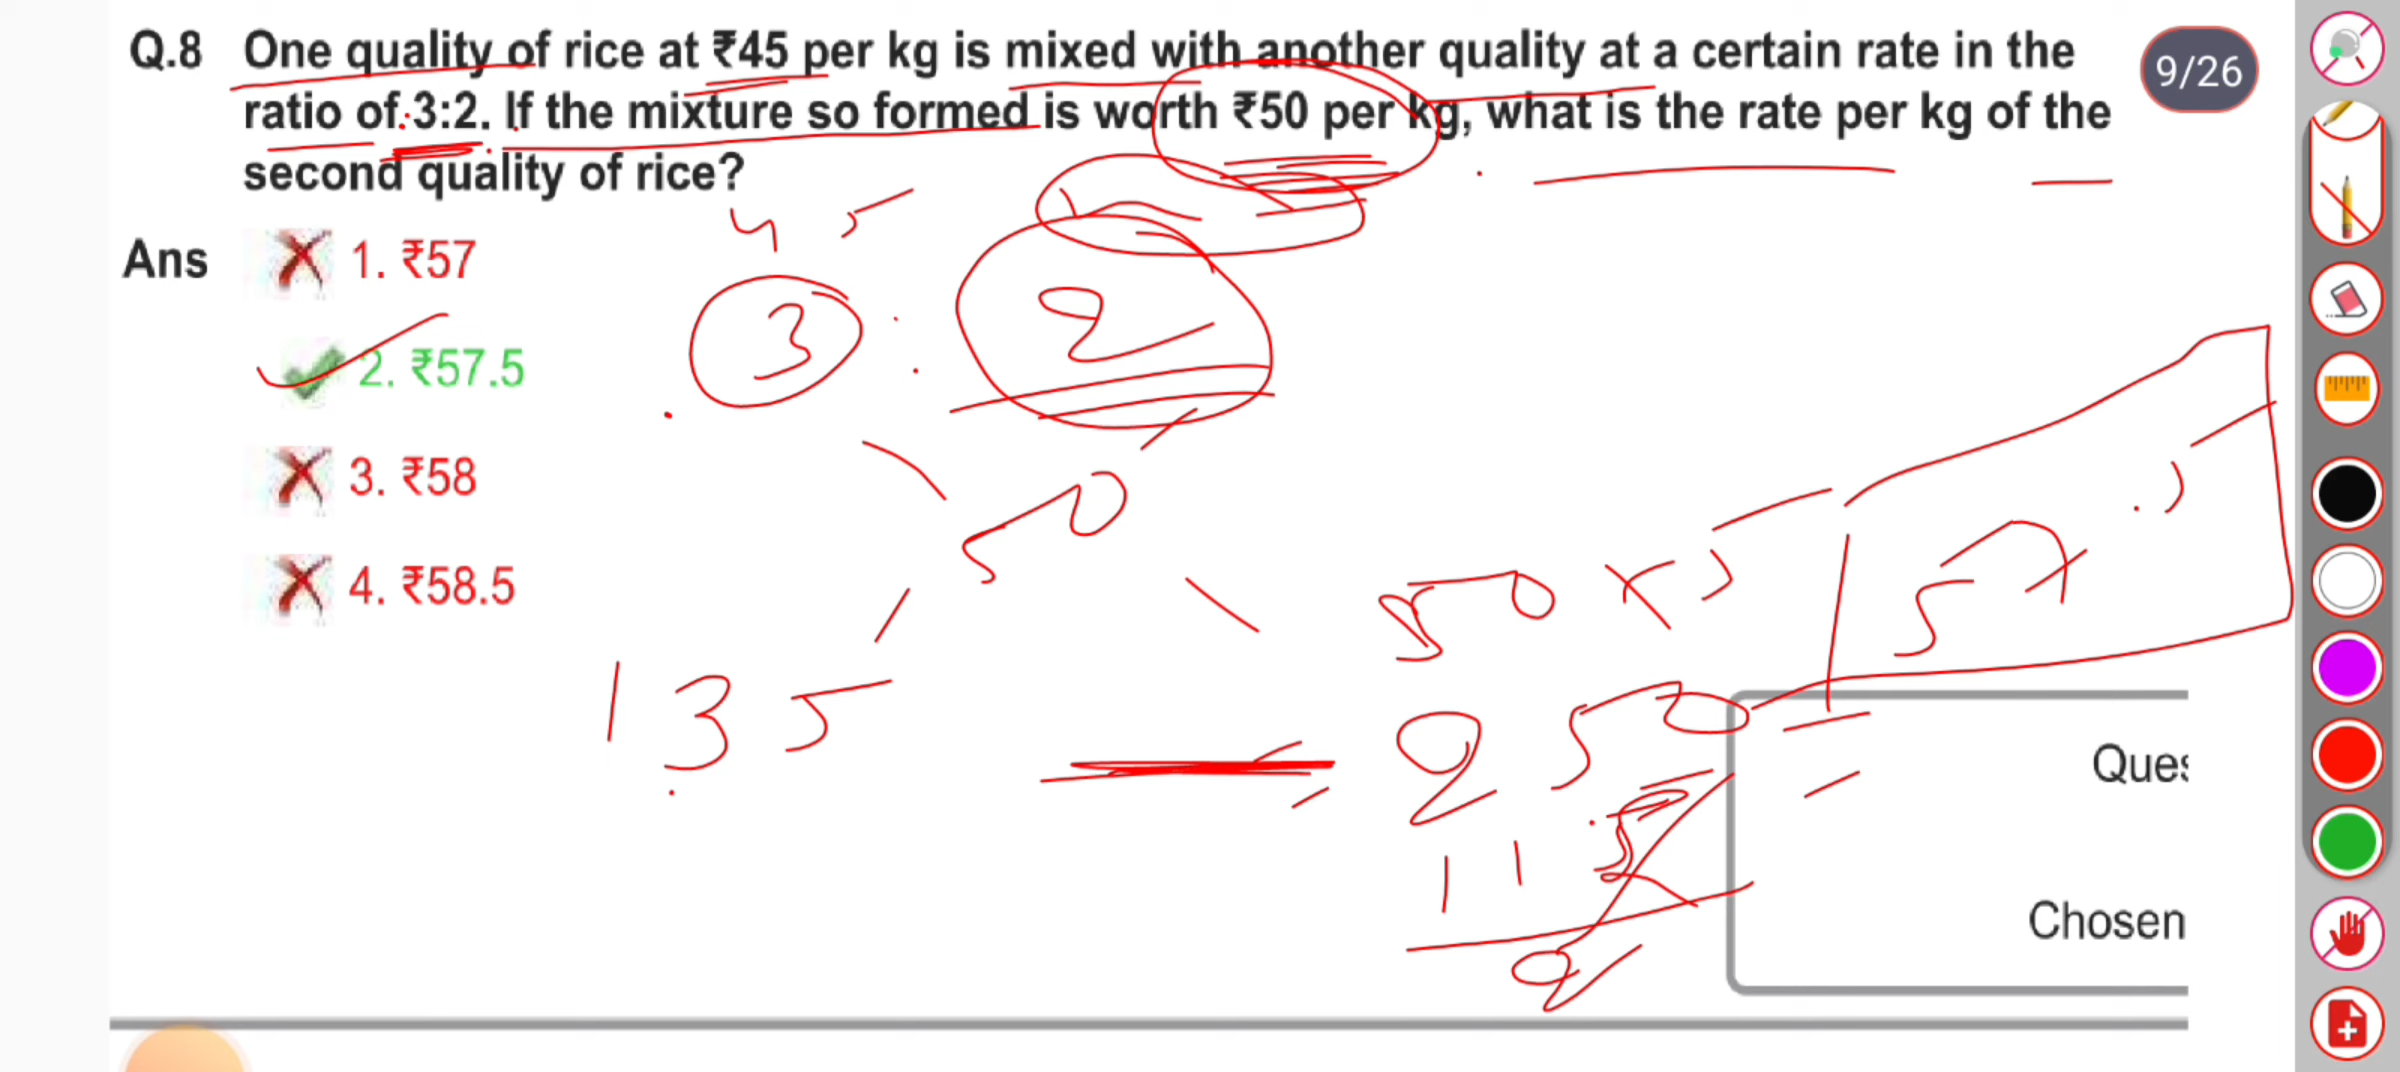 Q.8 One quality of rice at ₹45 per kg is mixed with another quality at a certain rate in the
ratio of 3:2. If the mixture so formed is worth ₹50 per kg, what is the rate per kg of the
second quality of rice?
9/26
Ans 1. ₹57
2. ₹57.5
3. ₹58
4. ₹58.5
45
3 : 2
50
50 x 5
57.5
135
250
115
2
Ques
Chosen